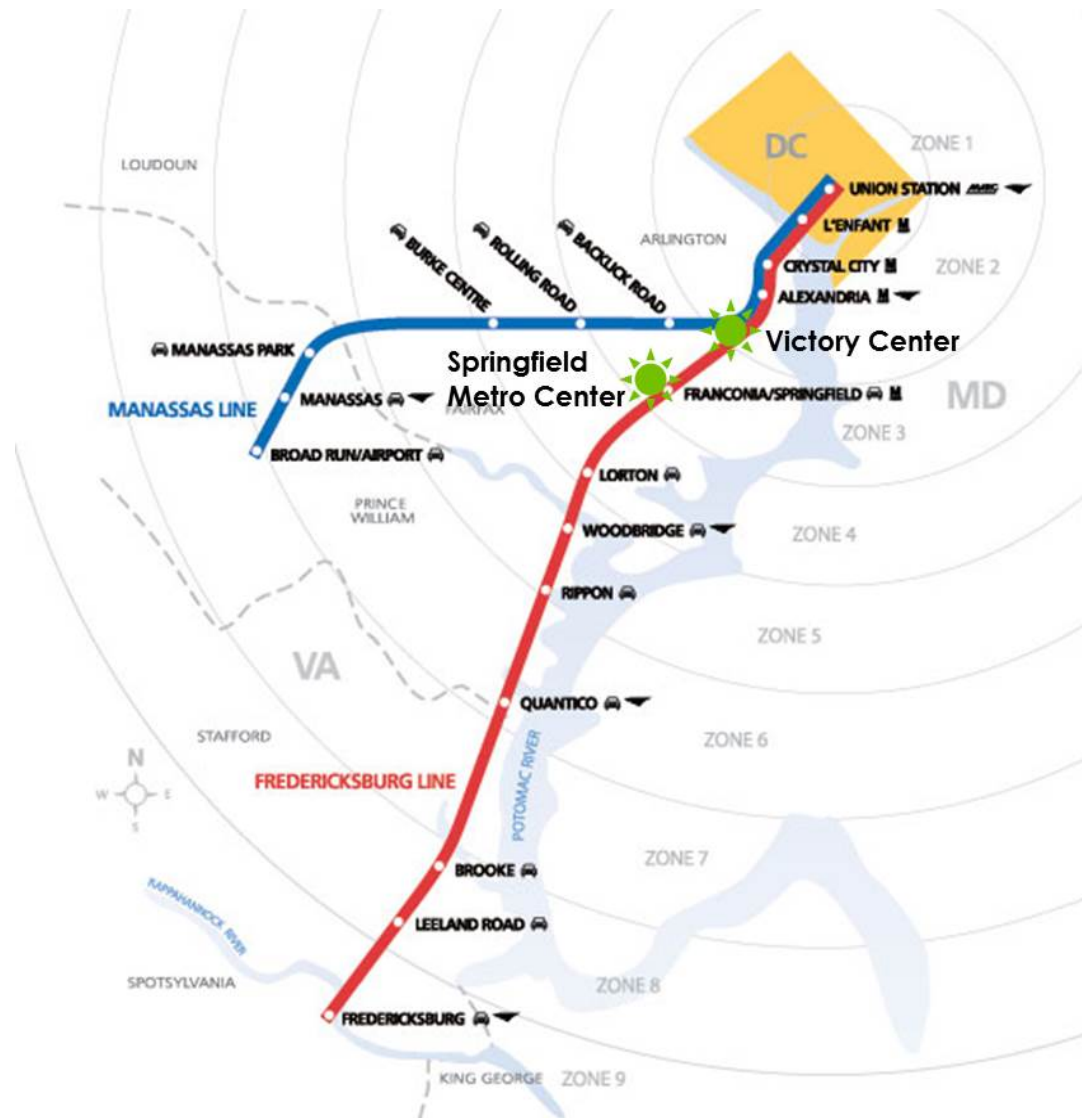 DC
ZONE 1
LOUDOUN
UNION STATION
L'ENFANT M
ARLINGTON
BACKLICK ROAD
ROLLING ROAD
BURKE CENTRE
CRYSTAL CITY M
ZONE 2
ALEXANDRIA M
Victory Center
MANASSAS PARK
Springfield
Metro Center
FRANCONIA/SPRINGFIELD M
MD
MANASSAS LINE
MANASSAS
FAIRFAX
ZONE 3
BROAD RUN/AIRPORT
LORTON
PRINCE
WILLIAM
WOODBRIDGE
ZONE 4
RIPPON
ZONE 5
VA
QUANTICO
STAFFORD
ZONE 6
N
W
E
S
FREDERICKSBURG LINE
POTOMAC RIVER
ZONE 7
BROOKE
RAPPAHANNOCK RIVER
LEELAND ROAD
SPOTSYLVANIA
ZONE 8
FREDERICKSBURG
KING GEORGE
ZONE 9